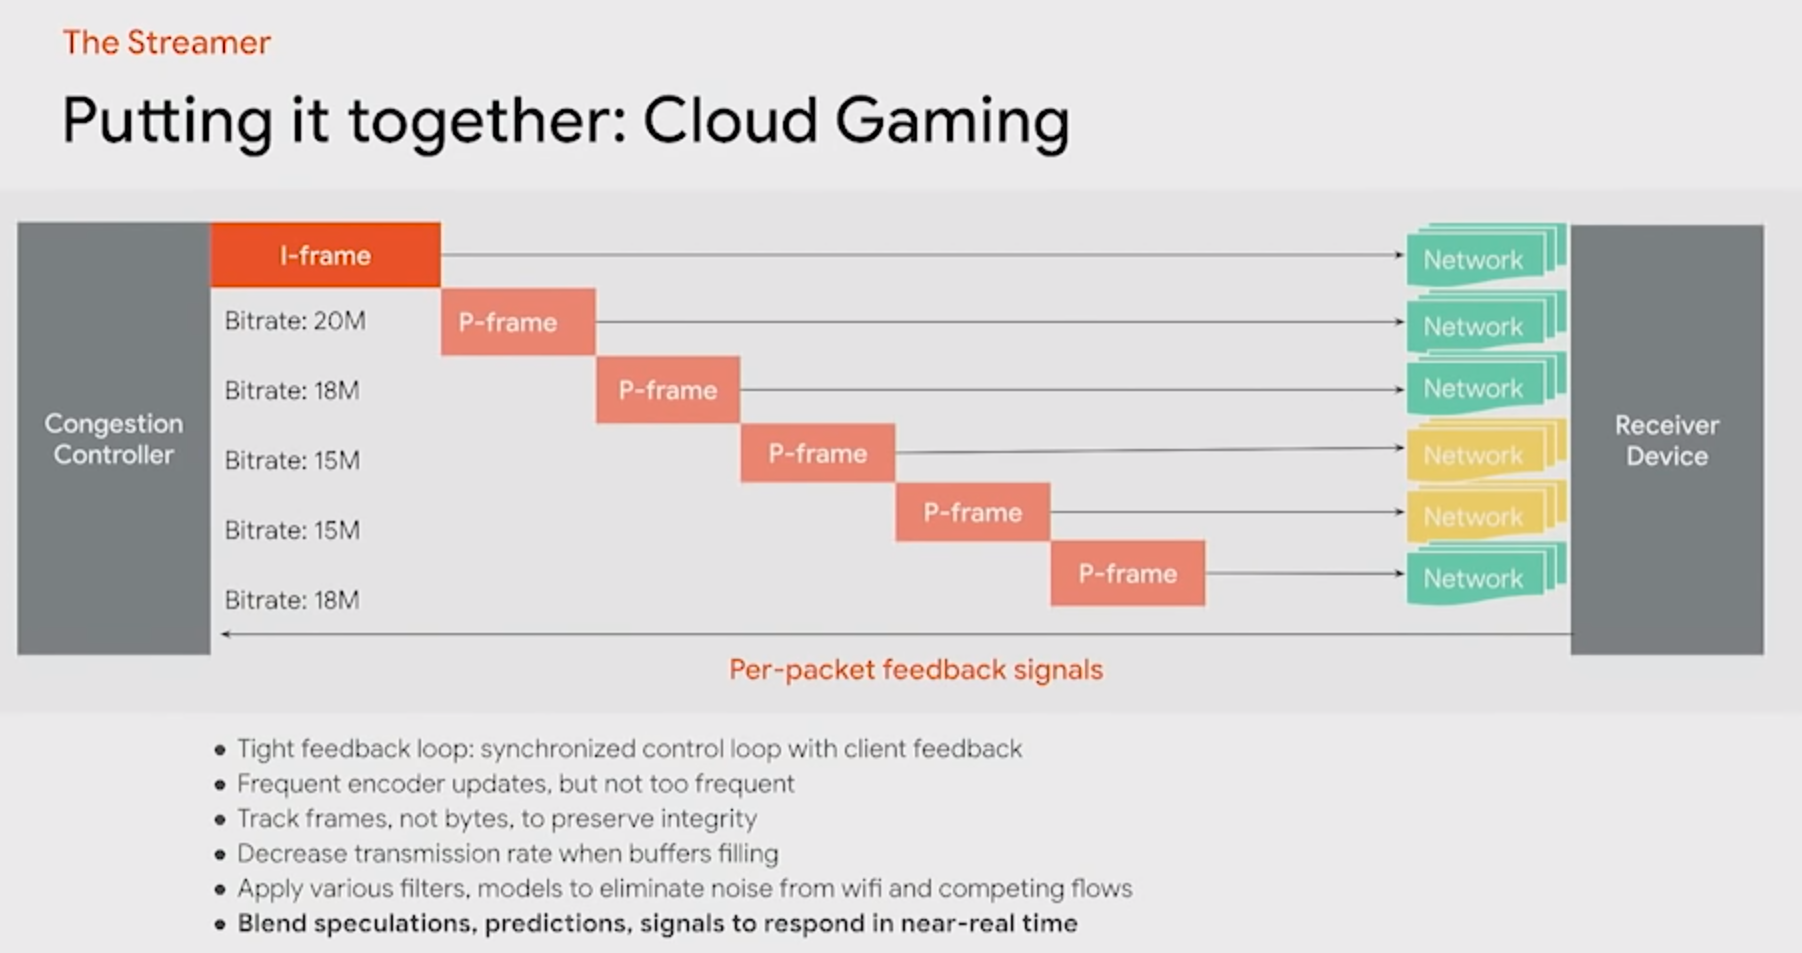 The Streamer
Putting it together: Cloud Gaming
Congestion
Controller
I-frame
Network
Bitrate: 20M
P-frame
Network
Bitrate: 18M
P-frame
Network
Bitrate: 15M
P-frame
Network
Bitrate: 15M
P-frame
Network
Bitrate: 18M
P-frame
Network
Receiver
Device
Per-packet feedback signals
• Tight feedback loop: synchronized control loop with client feedback
• Frequent encoder updates, but not too frequent
• Track frames, not bytes, to preserve integrity
• Decrease transmission rate when buffers filling
• Apply various filters, models to eliminate noise from wifi and competing flows
• Blend speculations, predictions, signals to respond in near-real time